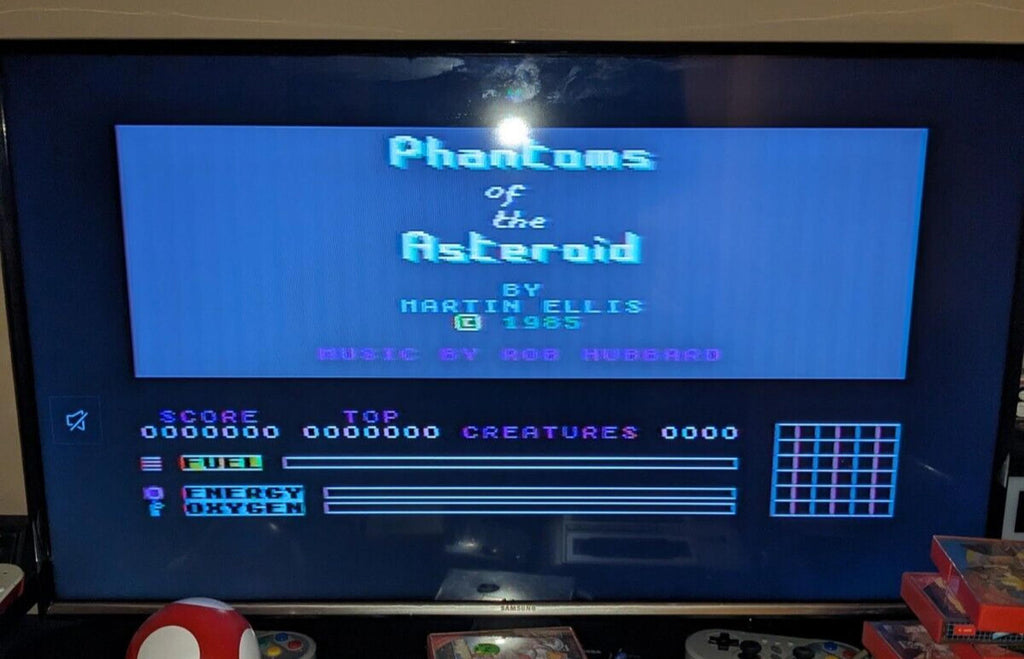 Phantoms
of
the
Asteroid
BY
MARTIN ELLIS
© 1985
MUSIC BY ROB HUBBARD
SCORE TOP
0000000 0000000 CREATURES 0000
FUEL
ENERGY
OXYGEN
SAMSUNG